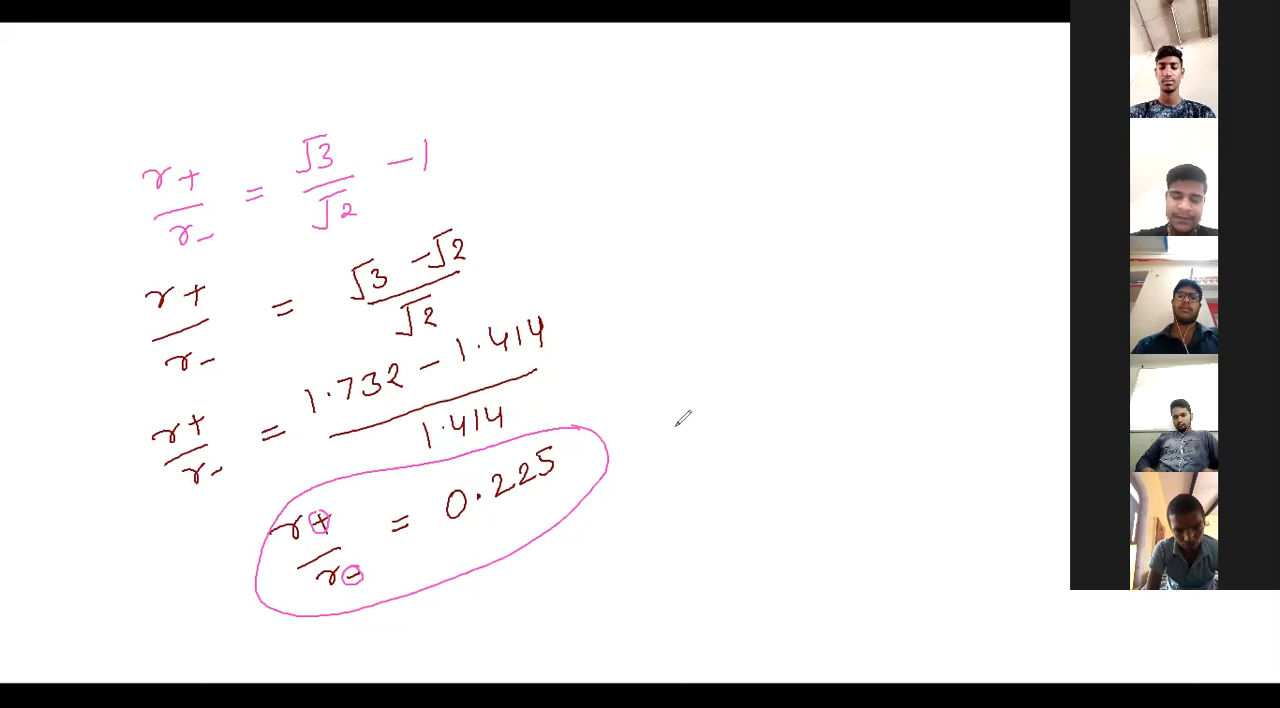 r+/r- = √3/√2 - 1
r+/r- = √3 - √2/√2
r+/r- = 1.732 - 1.414/1.414
r+/r- = 0.225